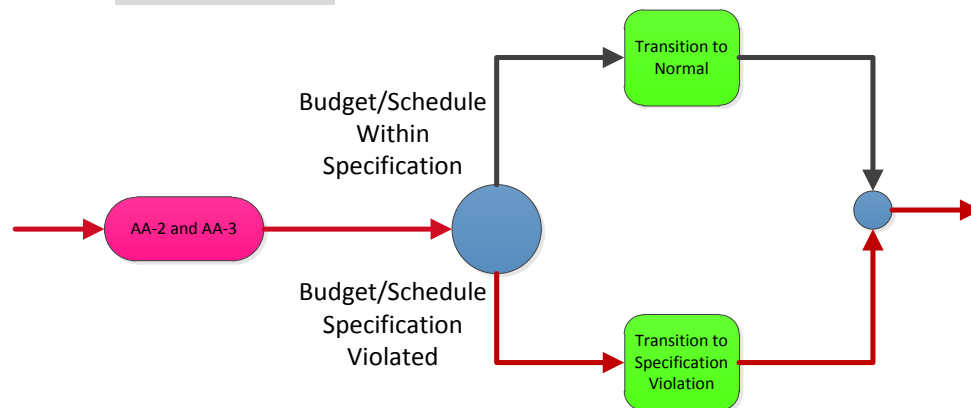 Transition to
Normal
Budget/Schedule
Within
Specification
AA-2 and AA-3
Budget/Schedule
Specification
Violated
Transition to
Specification
Violation